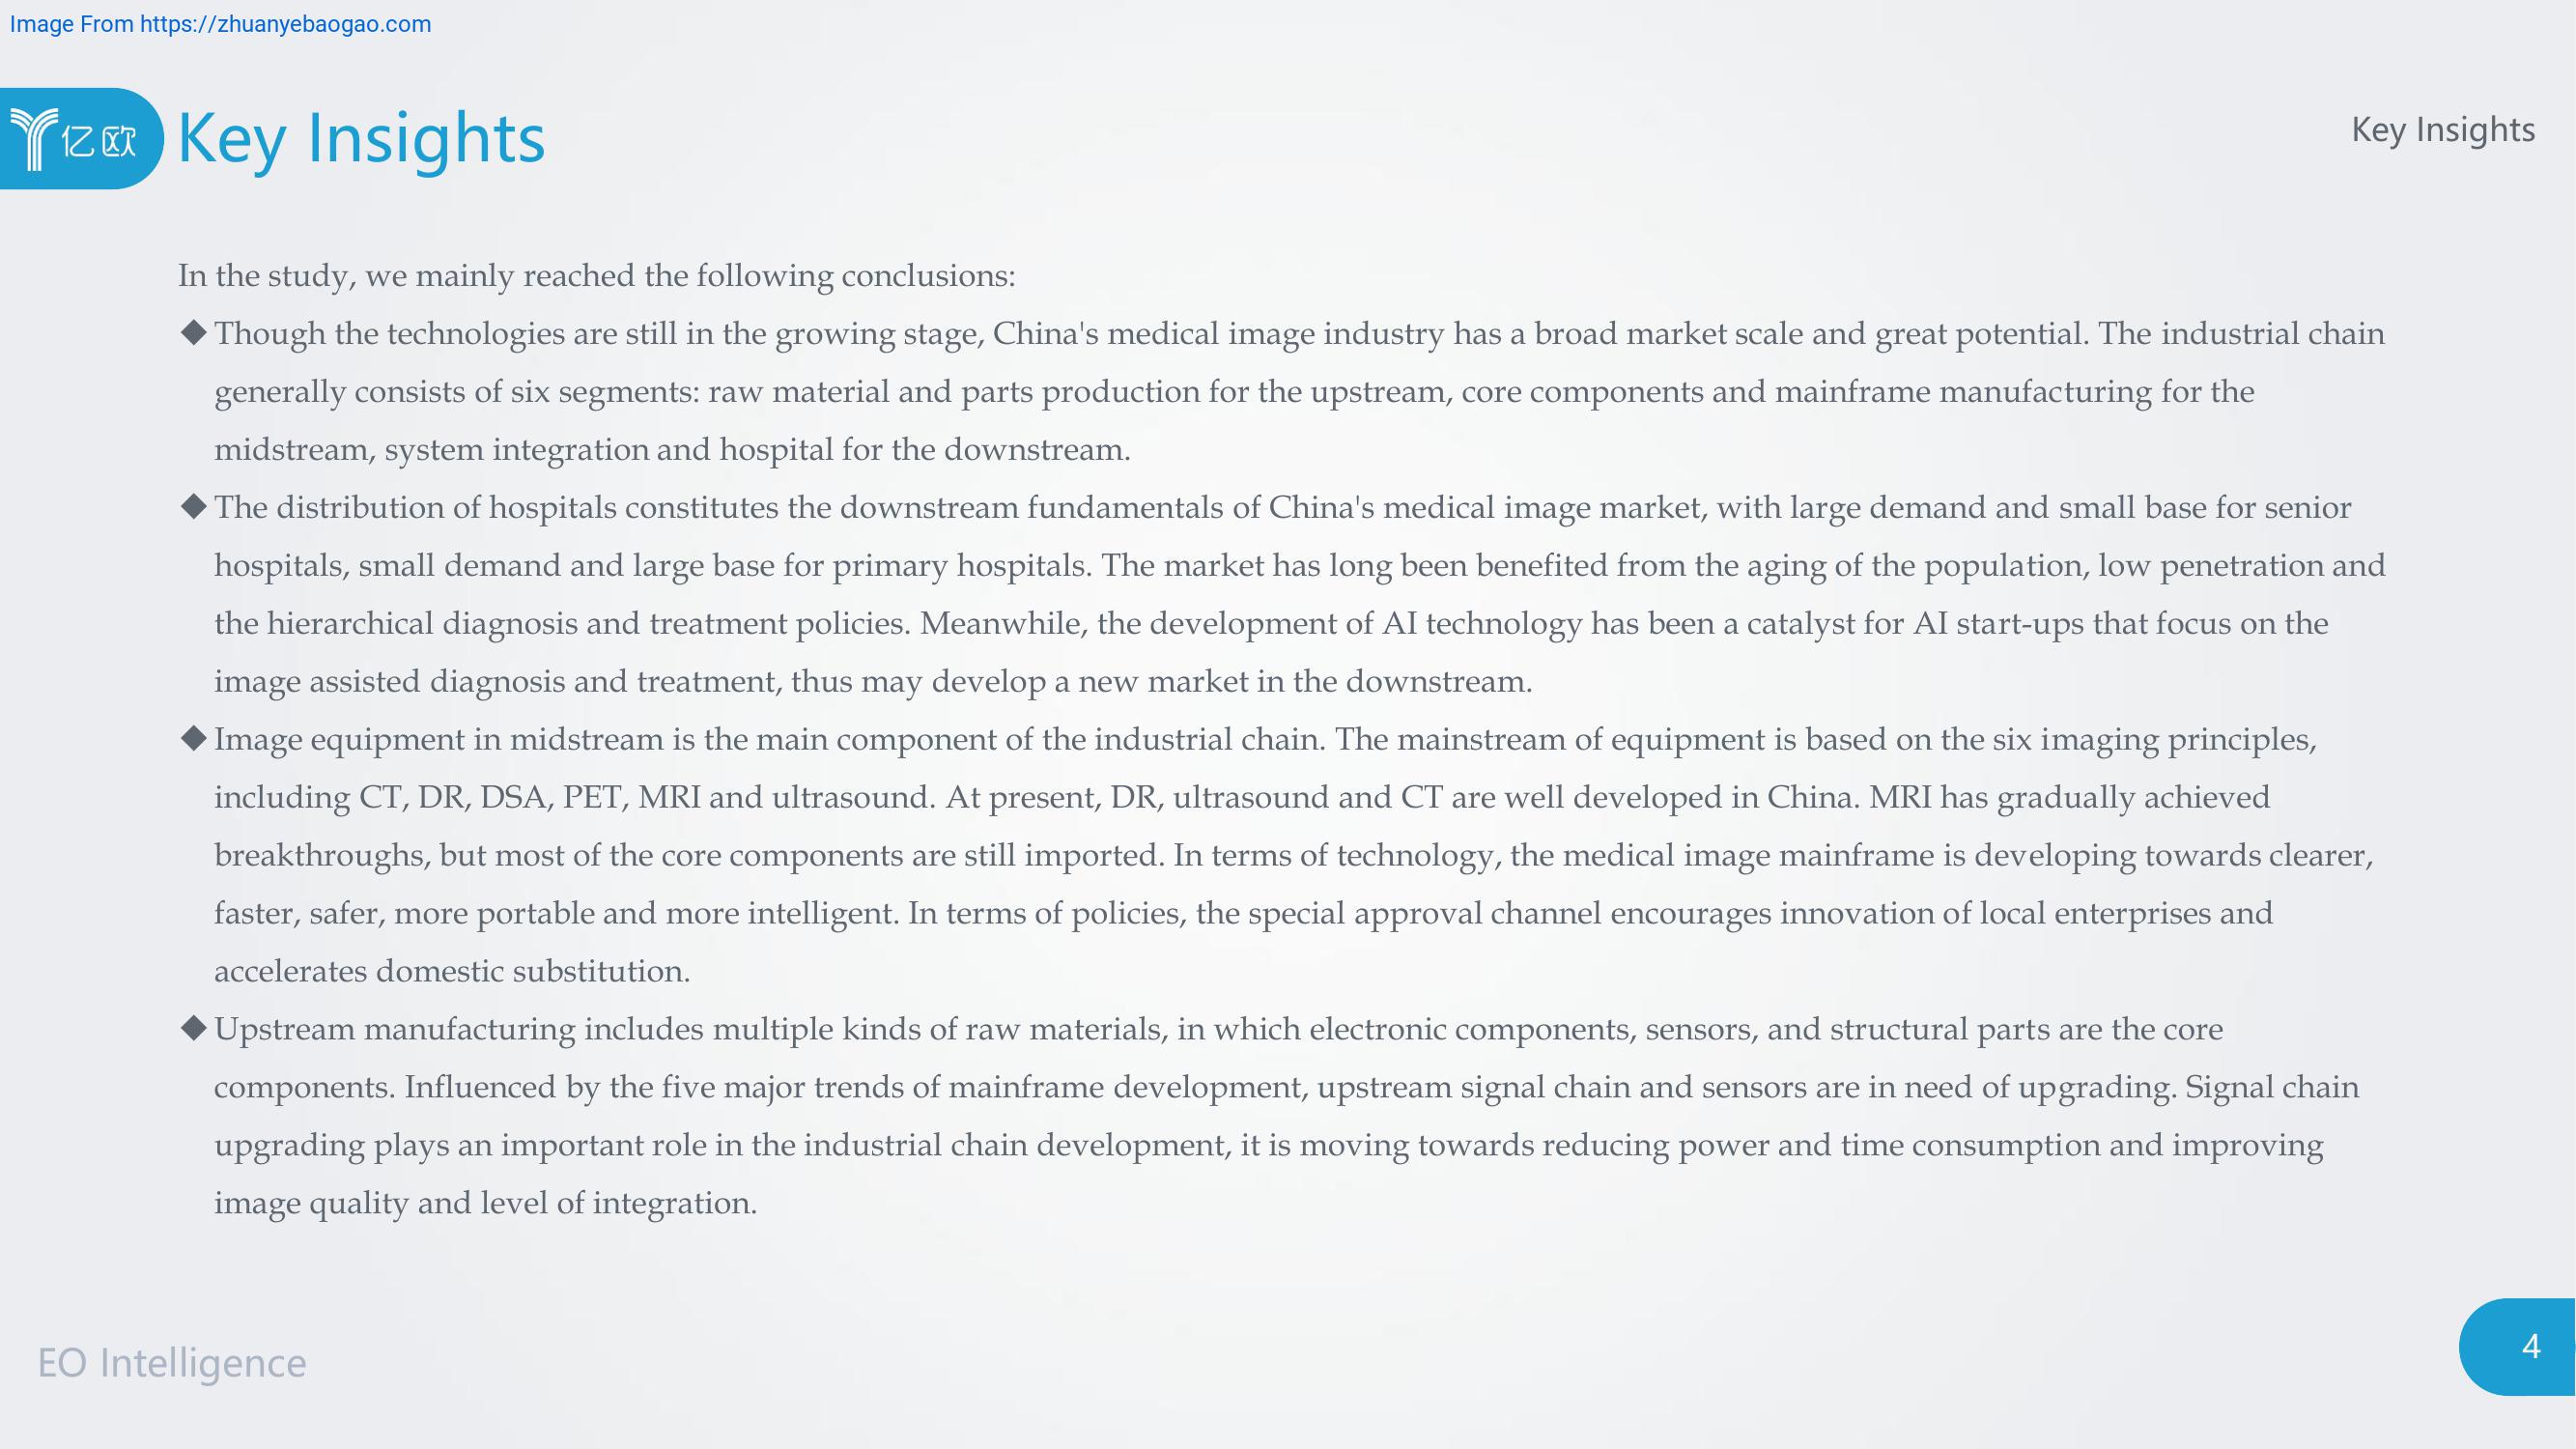 Image From https://zhuanyebaogao.com
亿欧
Key Insights
Key Insights
In the study, we mainly reached the following conclusions:
◆ Though the technologies are still in the growing stage, China's medical image industry has a broad market scale and great potential. The industrial chain
generally consists of six segments: raw material and parts production for the upstream, core components and mainframe manufacturing for the
midstream, system integration and hospital for the downstream.
◆ The distribution of hospitals constitutes the downstream fundamentals of China's medical image market, with large demand and small base for senior
hospitals, small demand and large base for primary hospitals. The market has long been benefited from the aging of the population, low penetration and
the hierarchical diagnosis and treatment policies. Meanwhile, the development of AI technology has been a catalyst for AI start-ups that focus on the
image assisted diagnosis and treatment, thus may develop a new market in the downstream.
◆ Image equipment in midstream is the main component of the industrial chain. The mainstream of equipment is based on the six imaging principles,
including CT, DR, DSA, PET, MRI and ultrasound. At present, DR, ultrasound and CT are well developed in China. MRI has gradually achieved
breakthroughs, but most of the core components are still imported. In terms of technology, the medical image mainframe is developing towards clearer,
faster, safer, more portable and more intelligent. In terms of policies, the special approval channel encourages innovation of local enterprises and
accelerates domestic substitution.
◆ Upstream manufacturing includes multiple kinds of raw materials, in which electronic components, sensors, and structural parts are the core
components. Influenced by the five major trends of mainframe development, upstream signal chain and sensors are in need of upgrading. Signal chain
upgrading plays an important role in the industrial chain development, it is moving towards reducing power and time consumption and improving
image quality and level of integration.
EO Intelligence
4